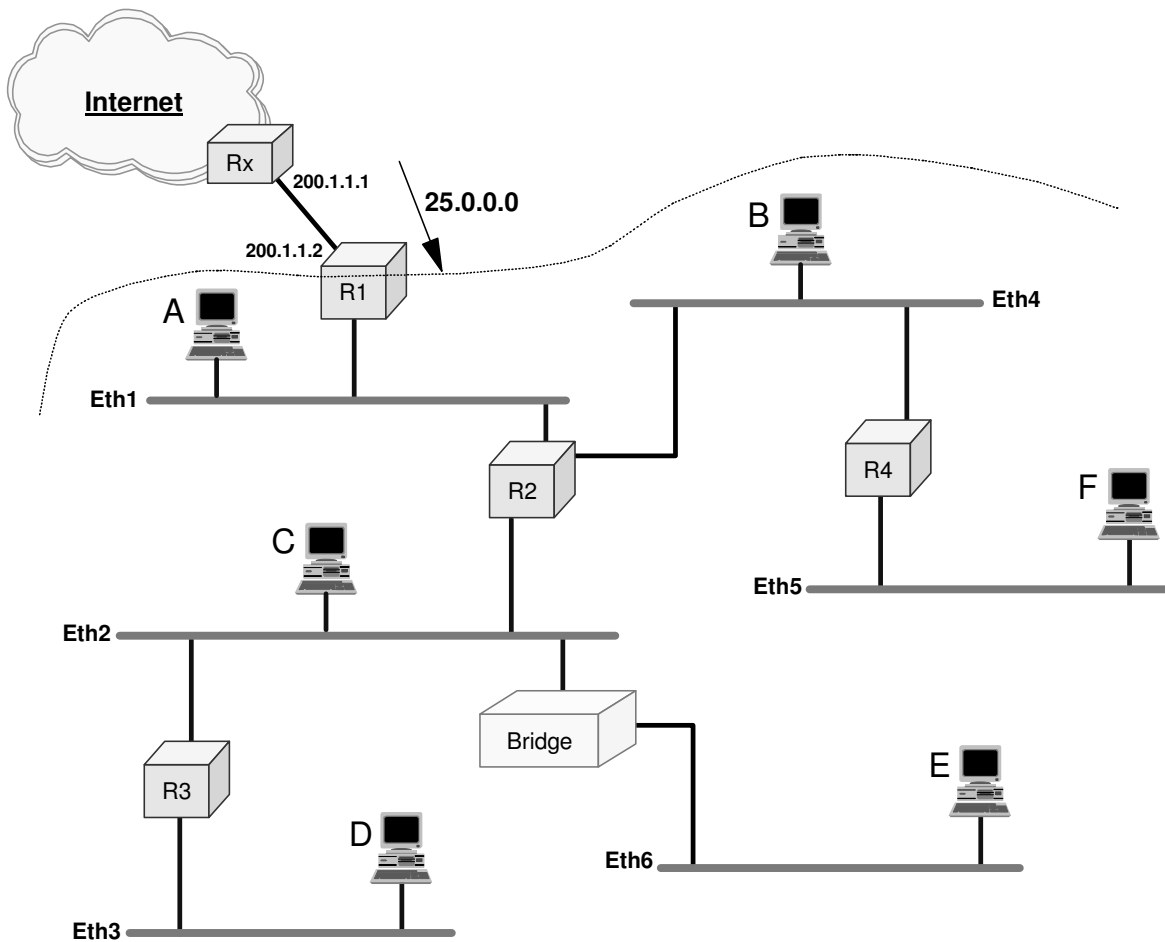 Internet
Rx
200.1.1.1
25.0.0.0
200.1.1.2
R1
B
A
Eth4
Eth1
R2
R4
F
C
Eth5
Eth2
Bridge
E
R3
D
Eth6
Eth3